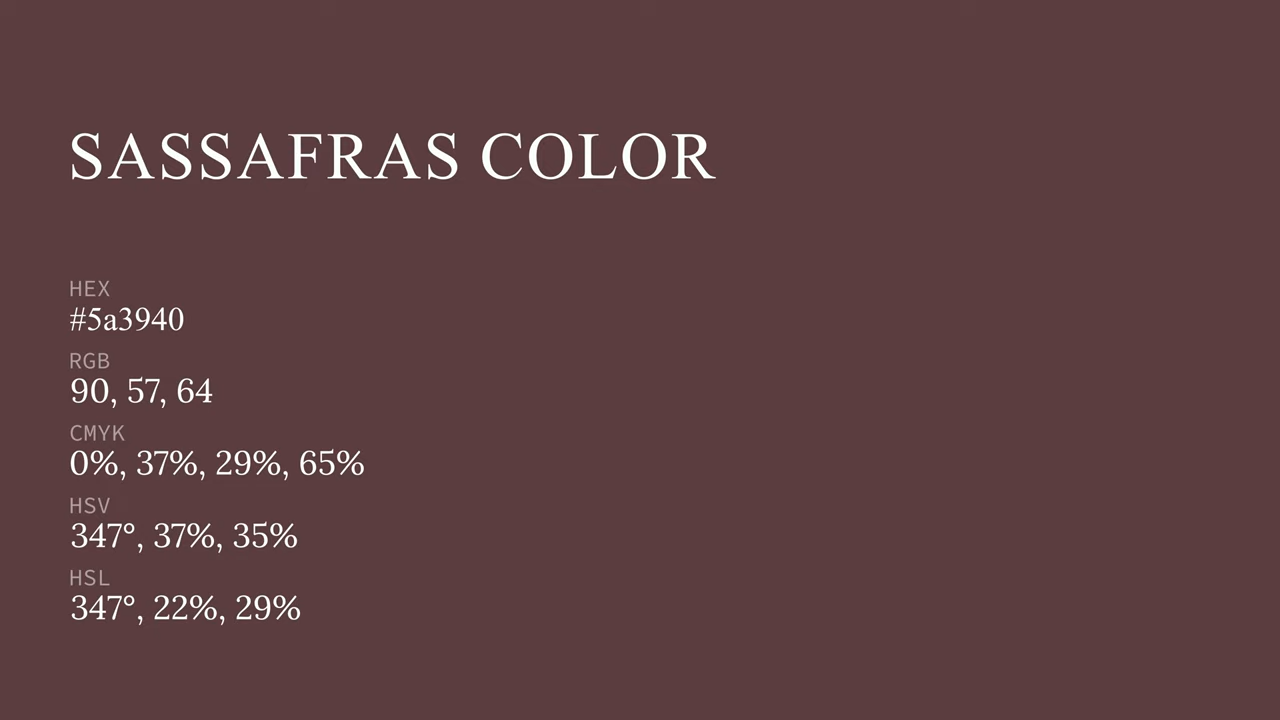 SASSAFRAS COLOR
HEX
#5a3940
RGB
90, 57, 64
CMYK
0%, 37%, 29%, 65%
HSV
347°, 37%, 35%
HSL
347°, 22%, 29%